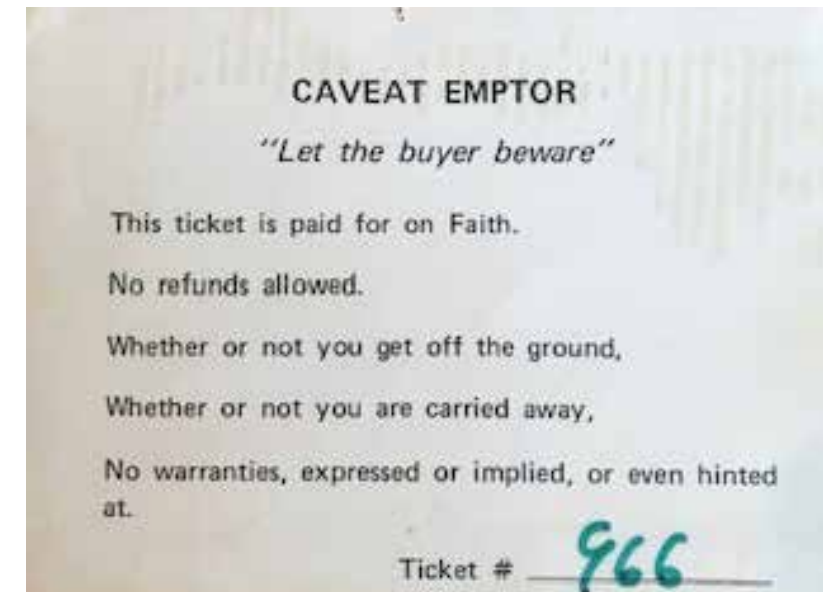 CAVEAT EMPTOR
"Let the buyer beware"
This ticket is paid for on Faith.
No refunds allowed.
Whether or not you get off the ground,
Whether or not you are carried away,
No warranties, expressed or implied, or even hinted
at.
Ticket # 966